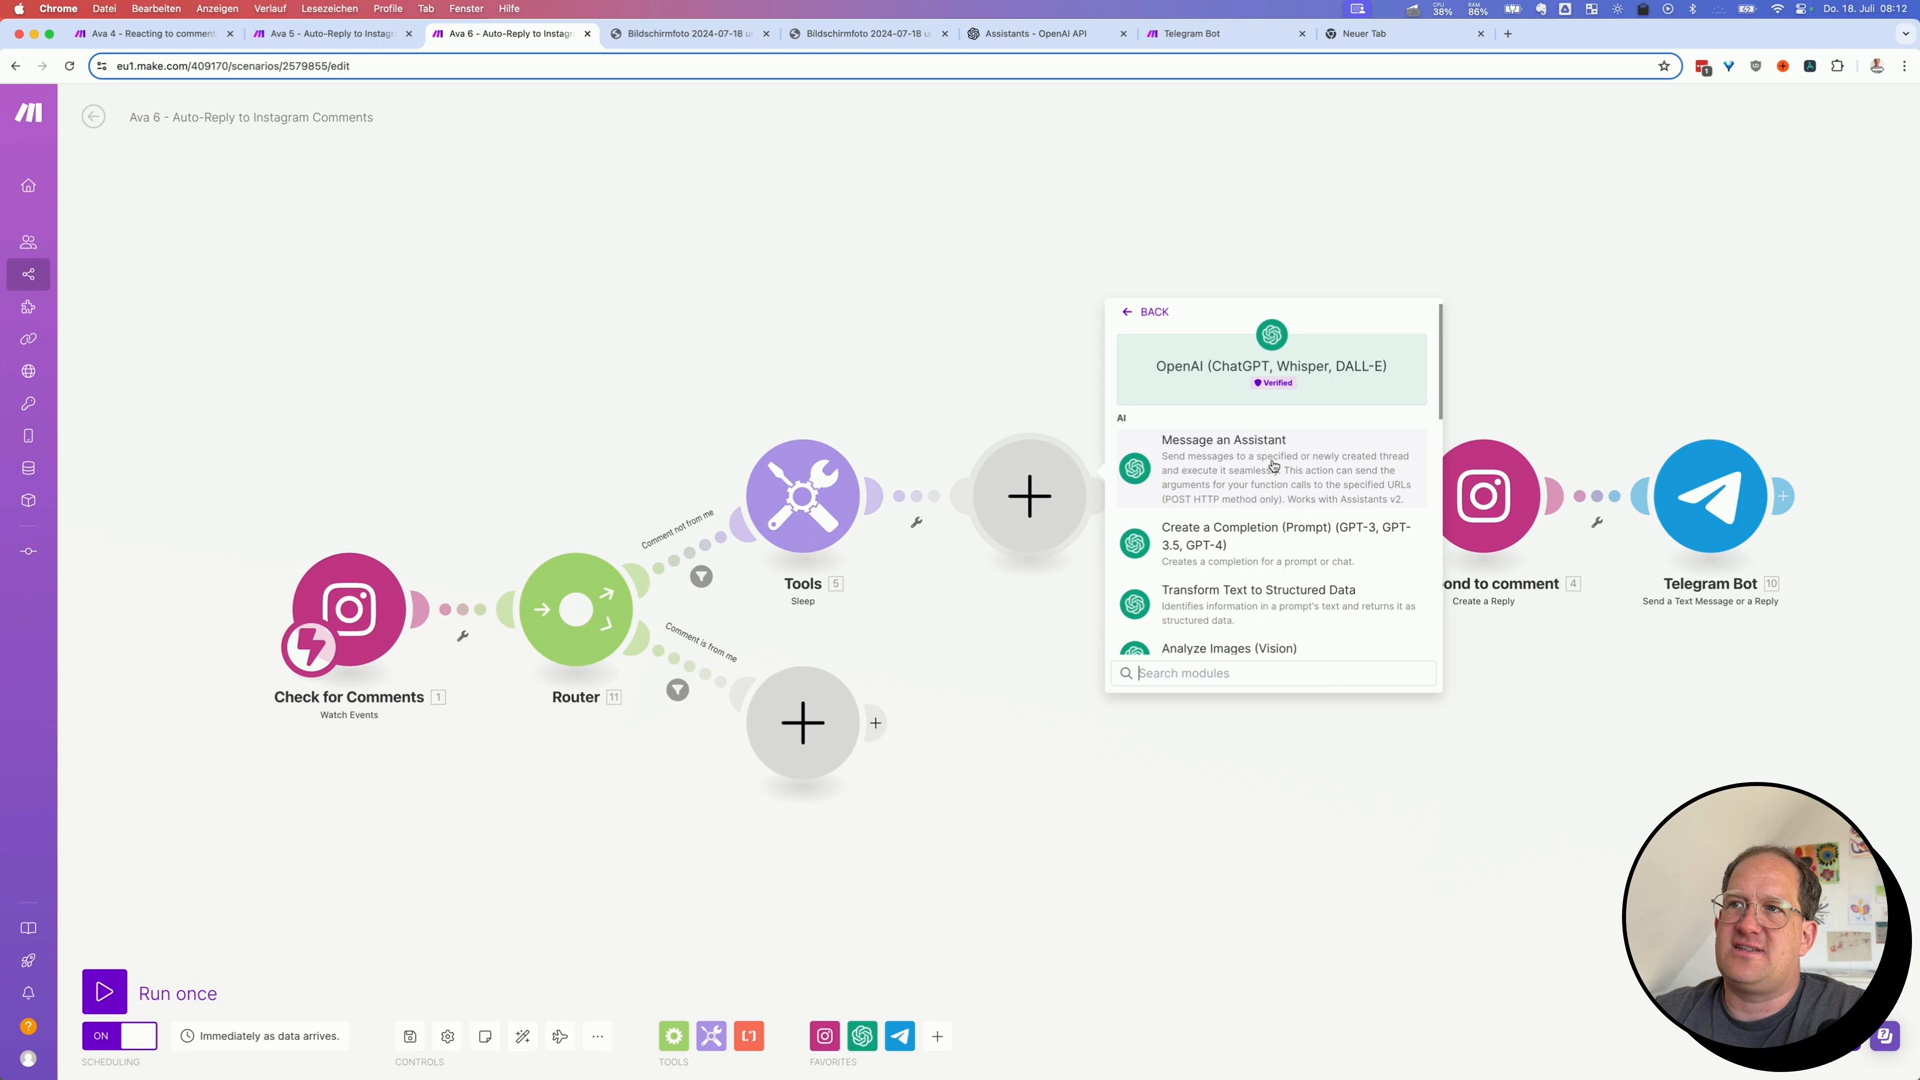 Chrome Datei Bearbeiten Anzeigen Verlauf Lesezeichen Profile Tab Fenster Hilfe
CPU 38% RAM 86% Do. 18. Juli 08:12
Ava 4 - Reacting to comment
Ava 5 - Auto-Reply to Instag
Ava 6 - Auto-Reply to Instag
Bildschirmfoto 2024-07-18 u
Bildschirmfoto 2024-07-18 u
Assistants - OpenAI API
Telegram Bot
Neuer Tab
eu1.make.com/409170/scenarios/2579855/edit
Ava 6 - Auto-Reply to Instagram Comments
BACK
OpenAI (ChatGPT, Whisper, DALL-E)
Verified
AI
Message an Assistant
Send messages to a specified or newly created thread
and execute it seamless. This action can send the
arguments for your function calls to the specified URLs
(POST HTTP method only). Works with Assistants v2.
Create a Completion (Prompt) (GPT-3, GPT-
3.5, GPT-4)
Creates a completion for a prompt or chat.
Transform Text to Structured Data
Identifies information in a prompt's text and returns it as
structured data.
Analyze Images (Vision)
Search modules
Comment not from me
Comment is from me
Tools 5
Sleep
ond to comment 4
Create a Reply
Telegram Bot 10
Send a Text Message or a Reply
Check for Comments 1
Watch Events
Router 11
Run once
ON
Immediately as data arrives.
SCHEDULING
CONTROLS
TOOLS
FAVORITES